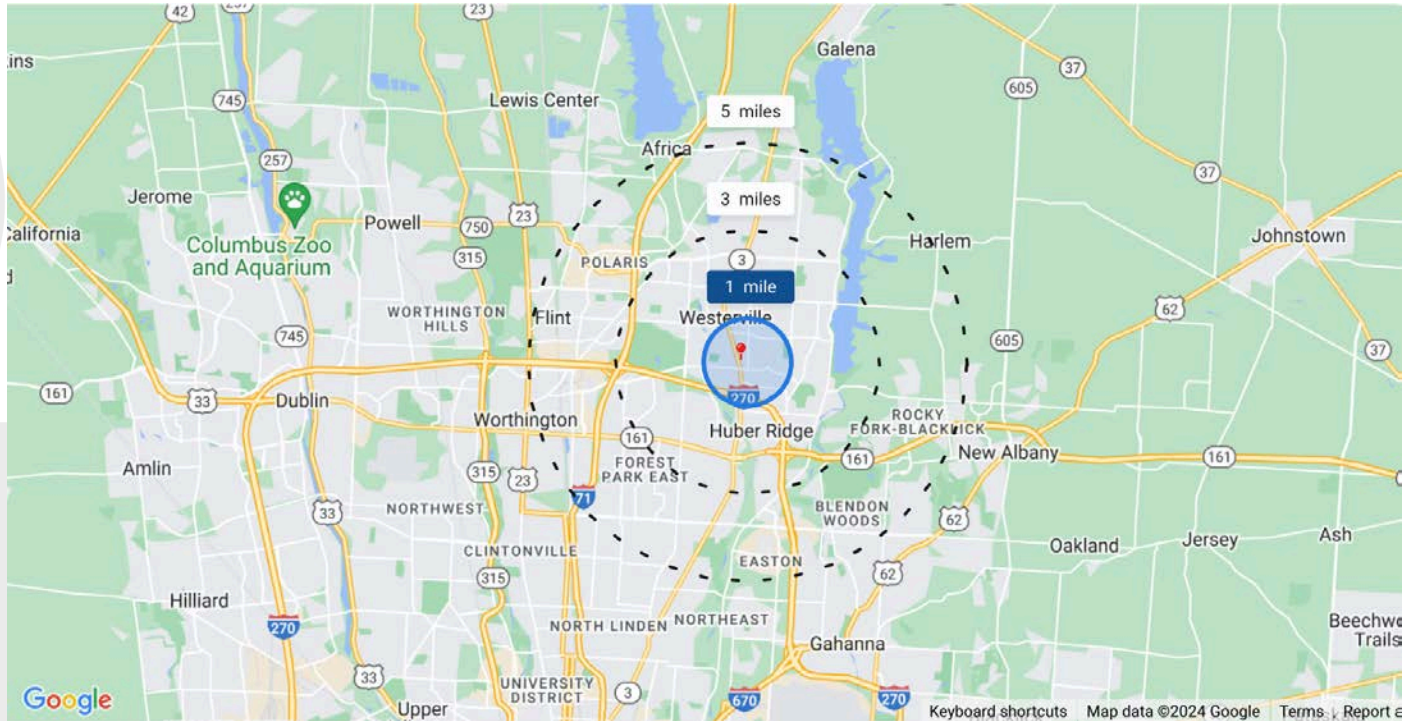 42
257
23
Galena
37
ins
605
745
Lewis Center
5 miles
Africa
257
37
Jerome
3 miles
Powell
23
750
California
Columbus Zoo
and Aquarium
Harlem
Johnstown
315
POLARIS
3
1 mile
62
WORTHINGTON
HILLS
Flint
Westerville
745
605
37
161
33
Dublin
270
Worthington
ROCKY
FORK-BLACKLICK
161
Huber Ridge
New Albany
161
161
Amlin
315
23
FOREST
PARK EAST
71
33
NORTHWEST
BLENDON
WOODS
62
Ash
Oakland
Jersey
CLINTONVILLE
EASTON
315
62
Hilliard
270
NORTH LINDEN
NORTHEAST
Beechwo
Trails
Gahanna
33
UNIVERSITY
DISTRICT
3
670
270
Google
Upper
Keyboard shortcuts
Map data ©2024 Google
Terms
Report